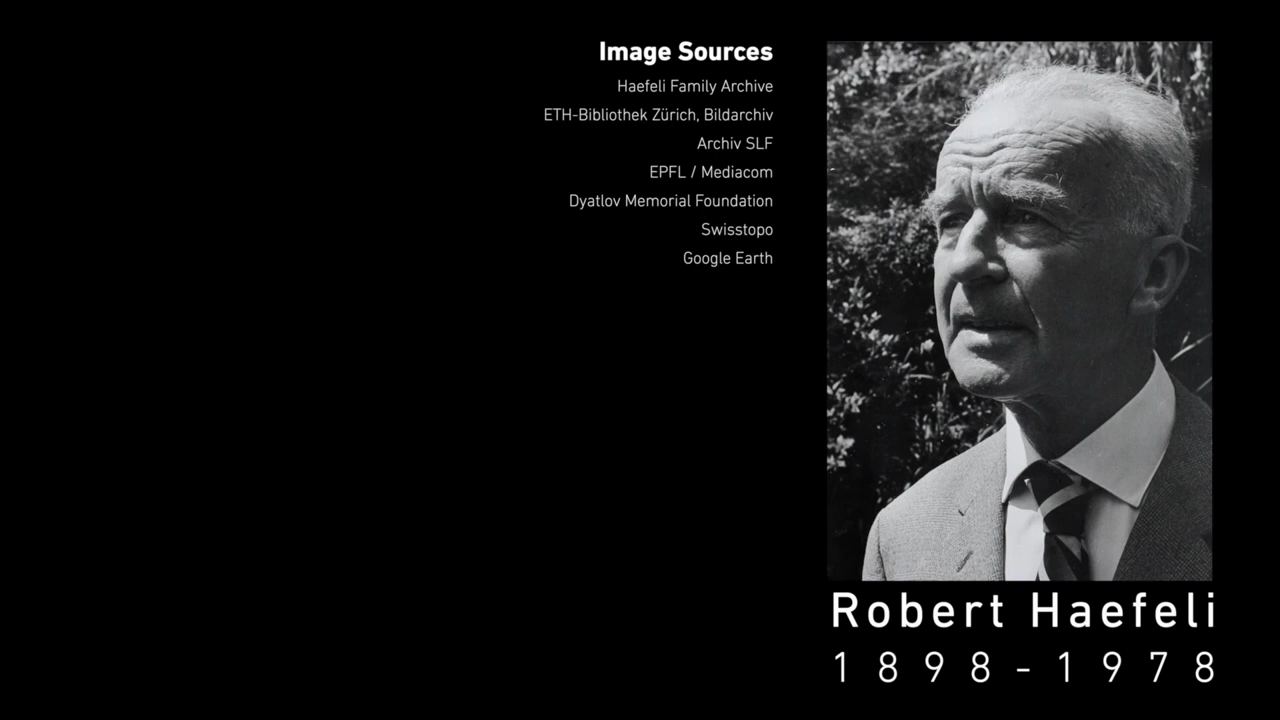 Image Sources
Haefeli Family Archive
ETH-Bibliothek Zürich, Bildarchiv
Archiv SLF
EPFL / Mediacom
Dyatlov Memorial Foundation
Swisstopo
Google Earth
Robert Haefeli
1898-1978